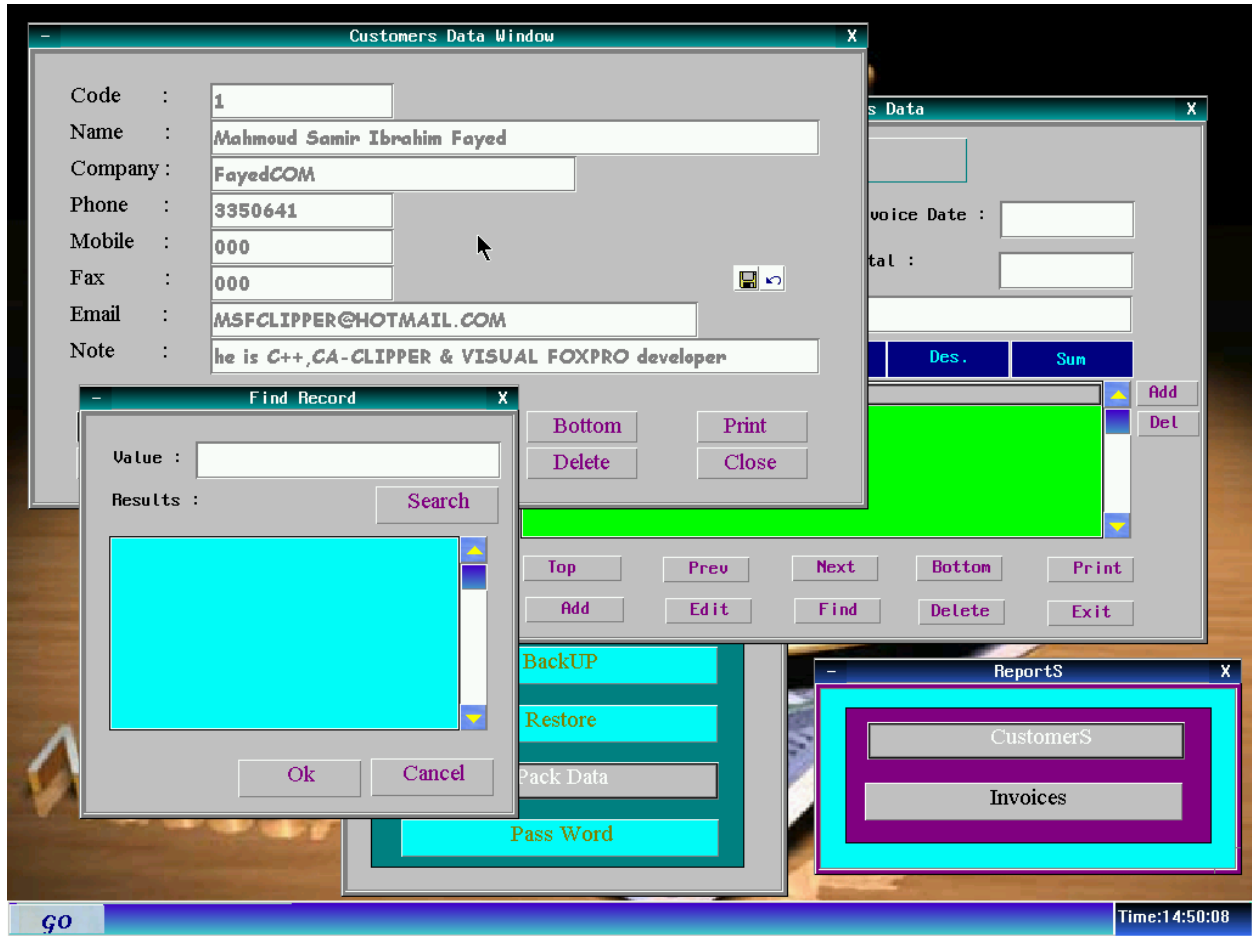 Customers Data Window X
Code : 1
Name : Mahmoud Samir Ibrahim Fayed
Company : FayedCOM
Phone : 3350641
Mobile : 000
Fax : 000
Email : MSFCLIPPER@HOTMAIL.COM
Note : he is C++,CA-CLIPPER & VISUAL FOXPRO developer
Bottom Print
Delete Close
s Data X
voice Date :
tal :
Des. Sum
Add
Del
Top Prev Next Bottom Print
Add Edit Find Delete Exit
Find Record X
Value :
Results : Search
Ok Cancel
BackUP
Restore
Pack Data
Pass Word
ReportS X
CustomerS
Invoices
GO Time:14:50:08